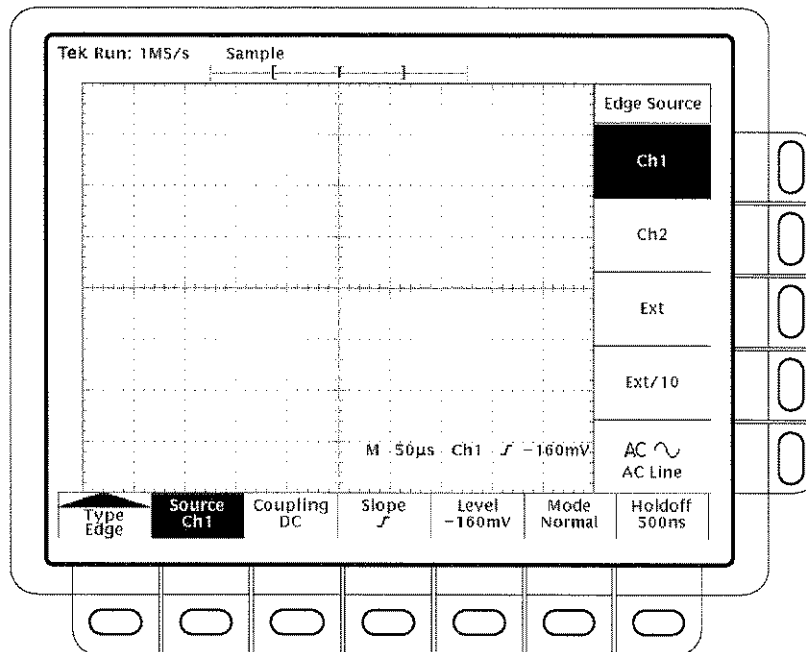 Tek Run: 1MS/s Sample
Edge Source
Ch1
Ch2
Ext
Ext/10
M 50µs Ch1 ƒ -160mV
AC ∿
AC Line
Type
Edge
Source
Ch1
Coupling
DC
Slope
ƒ
Level
-160mV
Mode
Normal
Holdoff
500ns